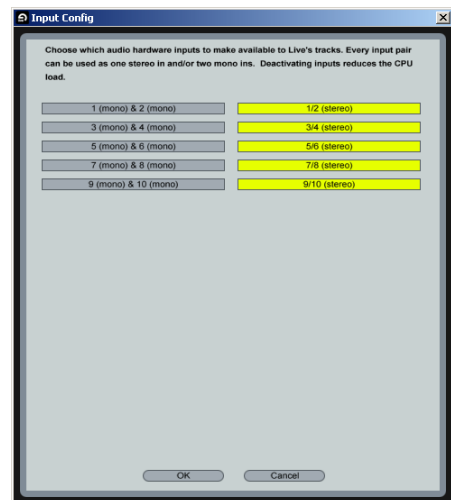 Input Config
Choose which audio hardware inputs to make available to Live's tracks. Every input pair
can be used as one stereo in and/or two mono ins. Deactivating inputs reduces the CPU
load.
1 (mono) & 2 (mono) 1/2 (stereo)
3 (mono) & 4 (mono) 3/4 (stereo)
5 (mono) & 6 (mono) 5/6 (stereo)
7 (mono) & 8 (mono) 7/8 (stereo)
9 (mono) & 10 (mono) 9/10 (stereo)
OK Cancel